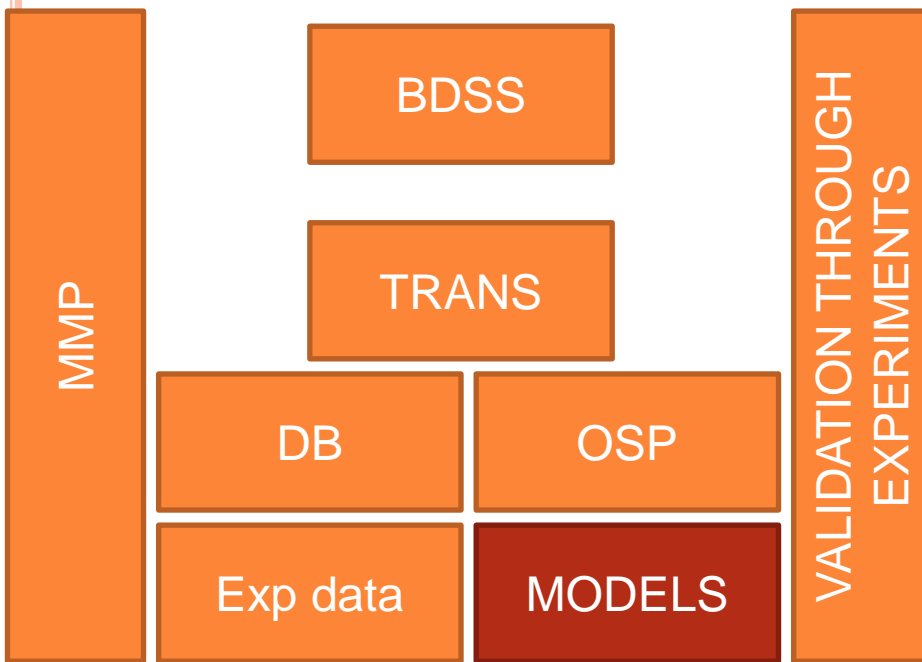 MMP
BDSS
TRANS
DB
OSP
Exp data
MODELS
VALIDATION THROUGH
EXPERIMENTS